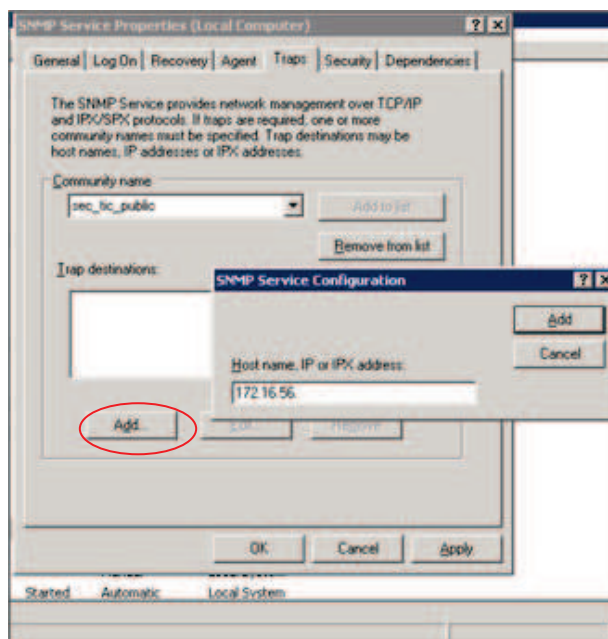 SNMP Service Properties (Local Computer)
General Log On Recovery Agent Traps Security Dependencies
The SNMP Service provides network management over TCP/IP
and IPX/SPX protocols. If traps are required, one or more
community names must be specified. Trap destinations may be
host names, IP addresses or IPX addresses.
Community name
sec_tic_public
Add to list
Remove from list
Trap destinations:
SNMP Service Configuration
Add
Cancel
Host name, IP or IPX address:
172.16.56.
Add...
Edit...
Remove
OK Cancel Apply
Started Automatic Local System